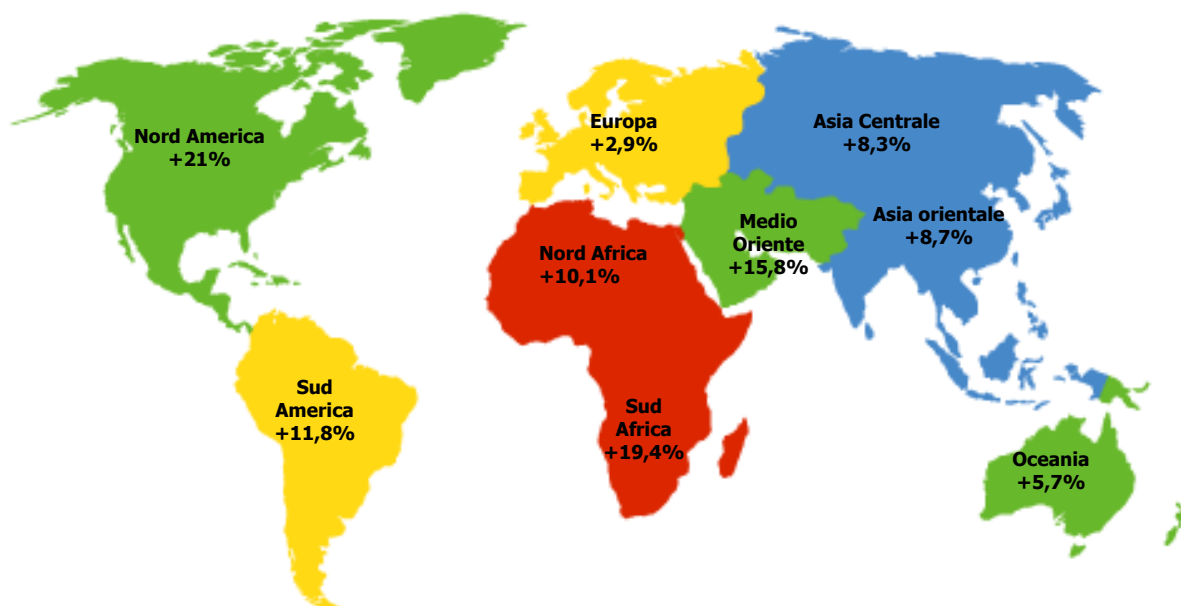 Nord America
+21%
Europa
+2,9%
Asia Centrale
+8,3%
Asia orientale
+8,7%
Medio
Oriente
+15,8%
Nord Africa
+10,1%
Sud
America
+11,8%
Sud
Africa
+19,4%
Oceania
+5,7%